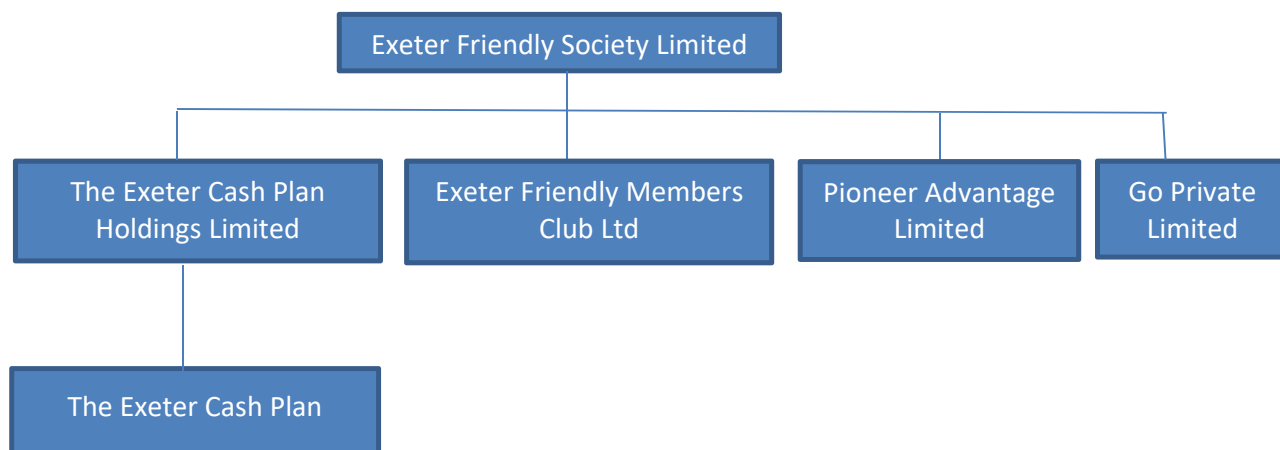 Exeter Friendly Society Limited
The Exeter Cash Plan
Holdings Limited
Exeter Friendly Members
Club Ltd
Pioneer Advantage
Limited
Go Private
Limited
The Exeter Cash Plan